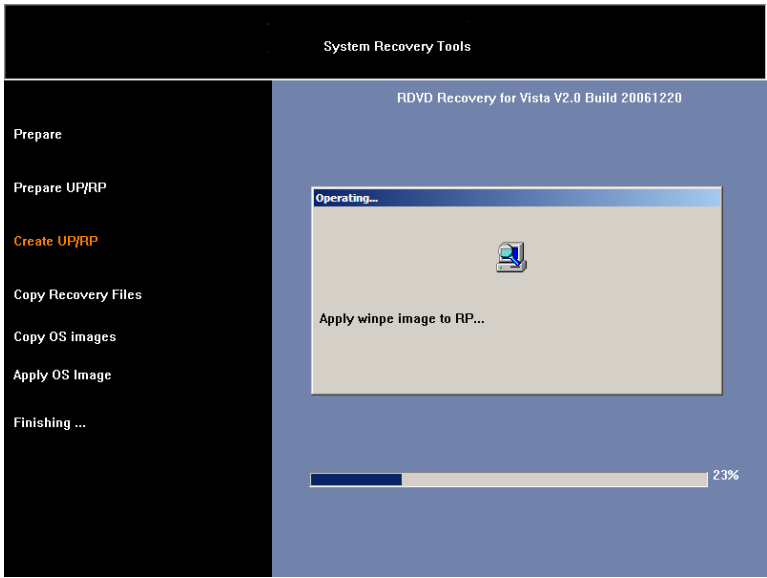 System Recovery Tools
RDVD Recovery for Vista V2.0 Build 20061220
Prepare
Prepare UP/RP
Create UP/RP
Copy Recovery Files
Copy OS images
Apply OS Image
Finishing ...
Operating...
Apply winpe image to RP...
23%